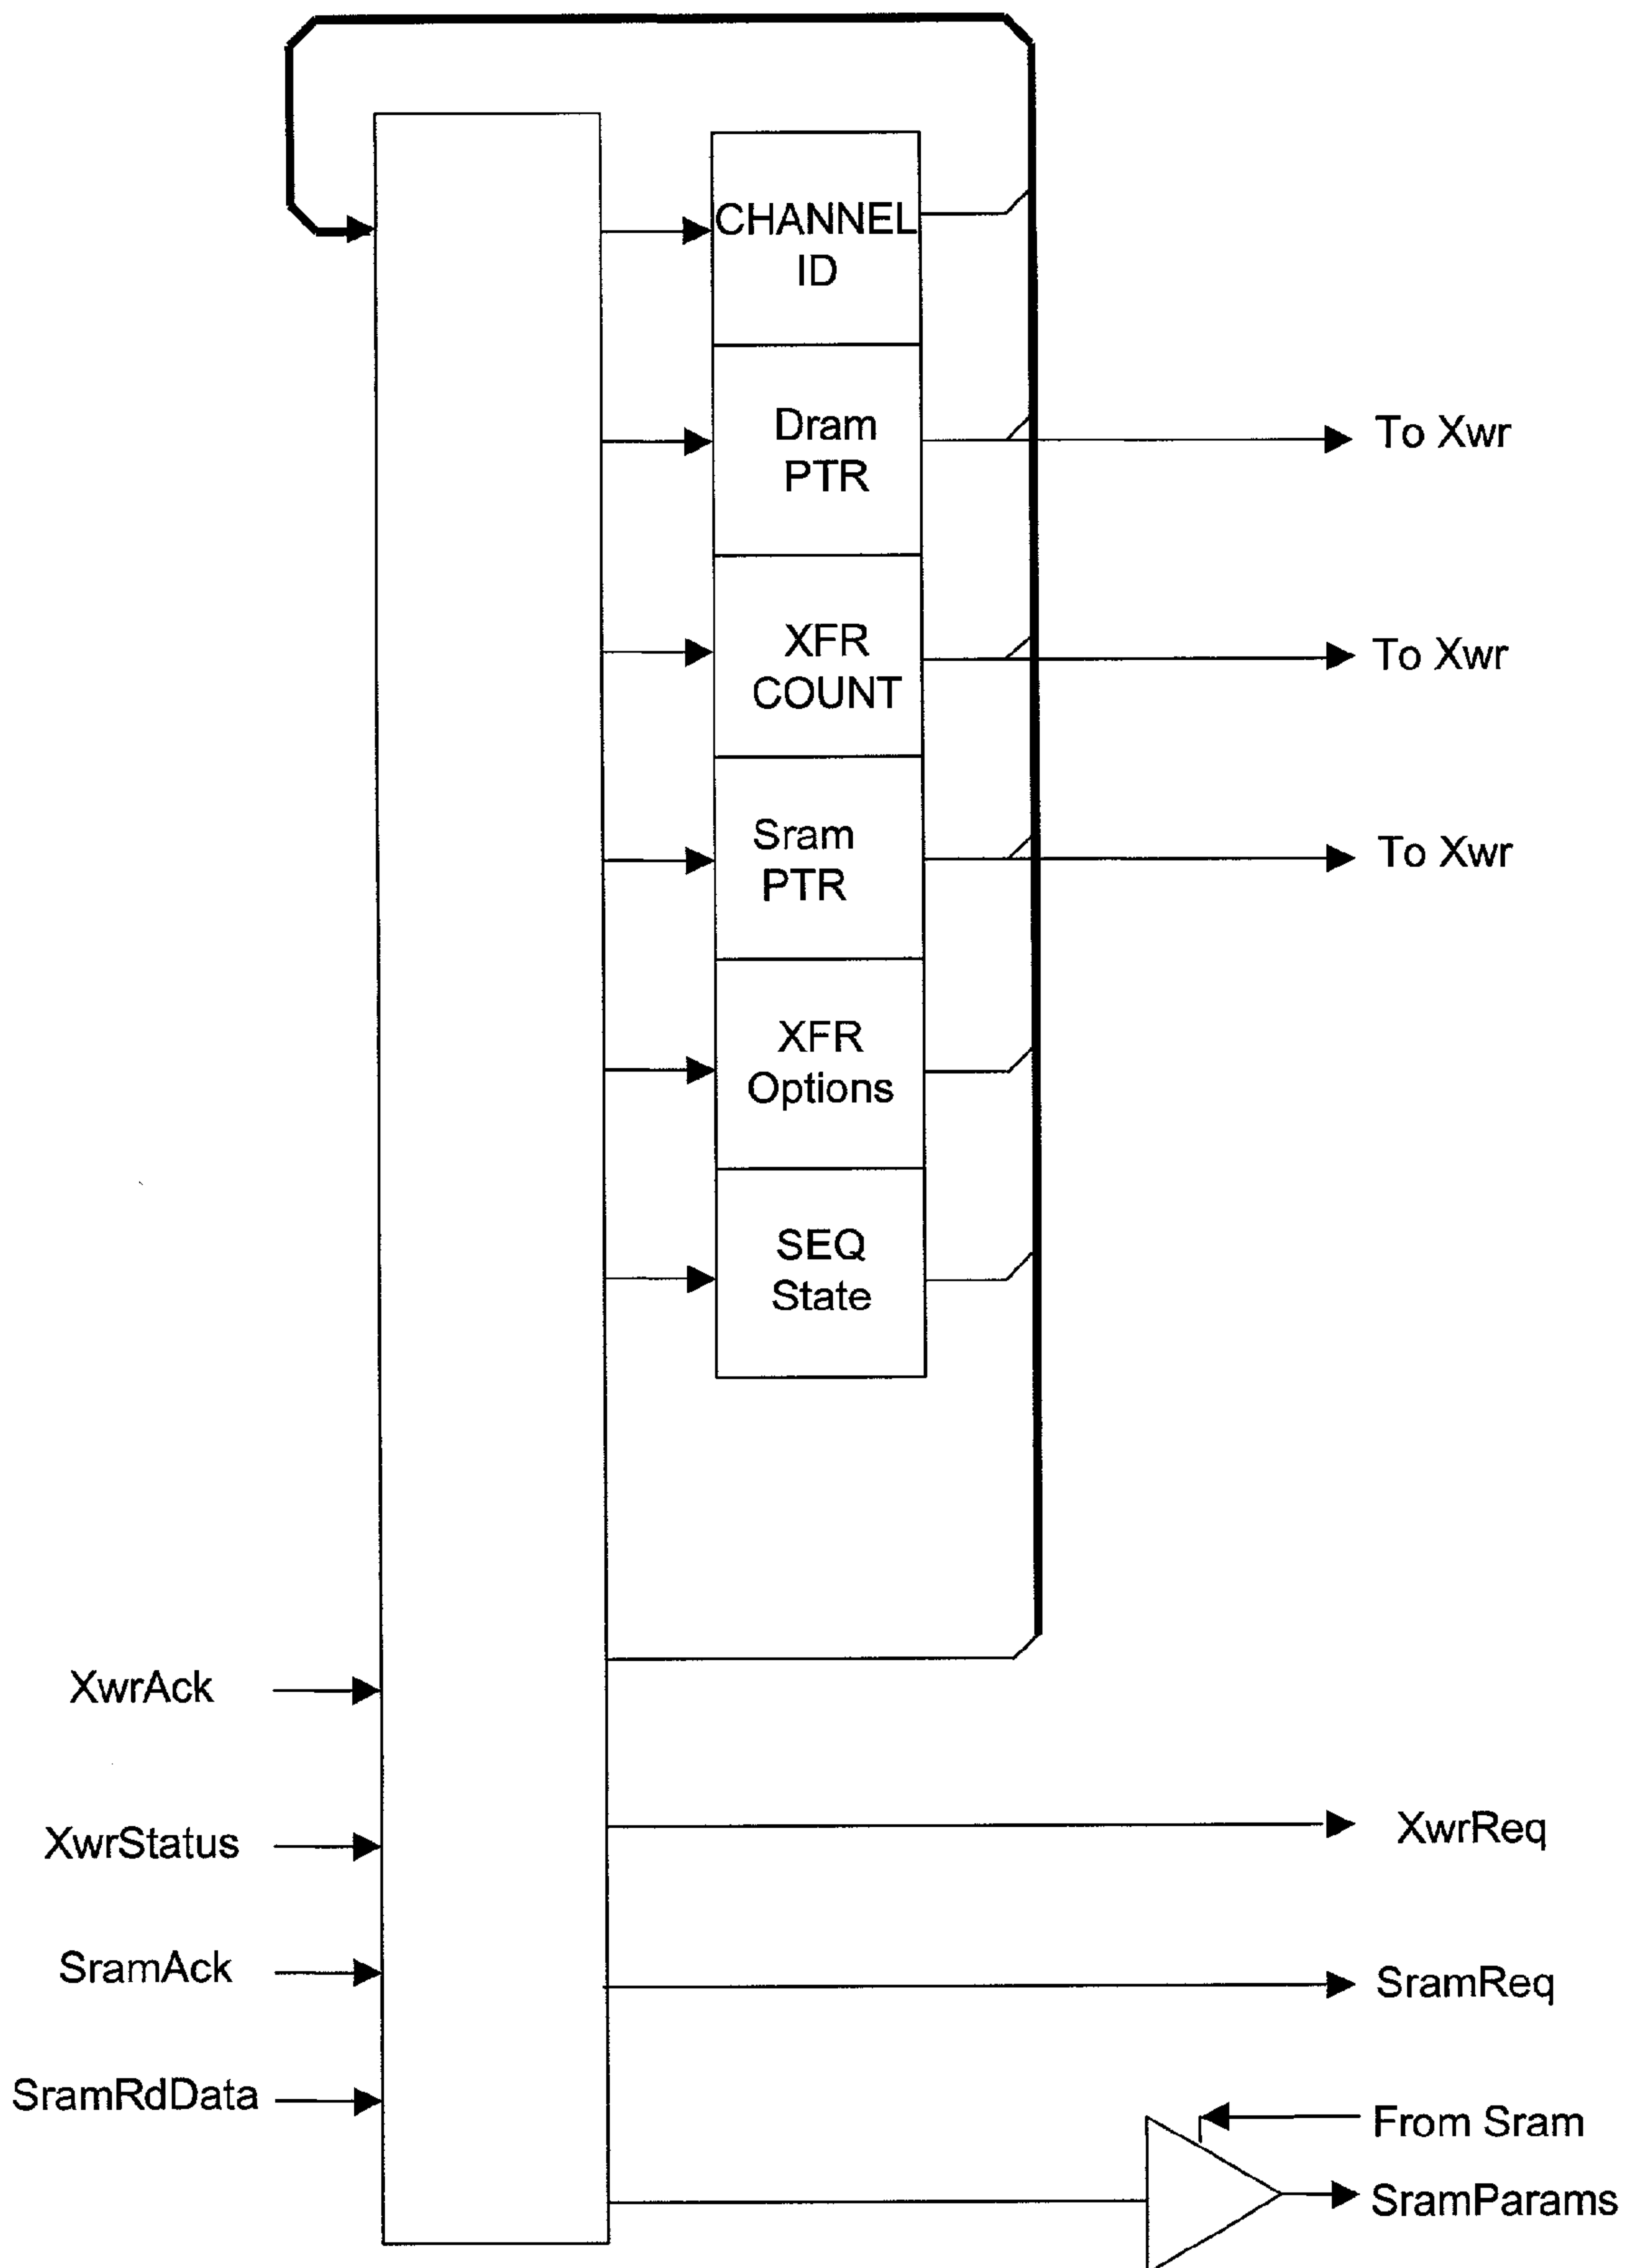 CHANNEL
ID
Dram
PTR
To Xwr
XFR
COUNT
To Xwr
Sram
PTR
To Xwr
XFR
Options
SEQ
State
XwrAck
XwrStatus
XwrReq
SramAck
SramReq
SramRdData
From Sram
SramParams